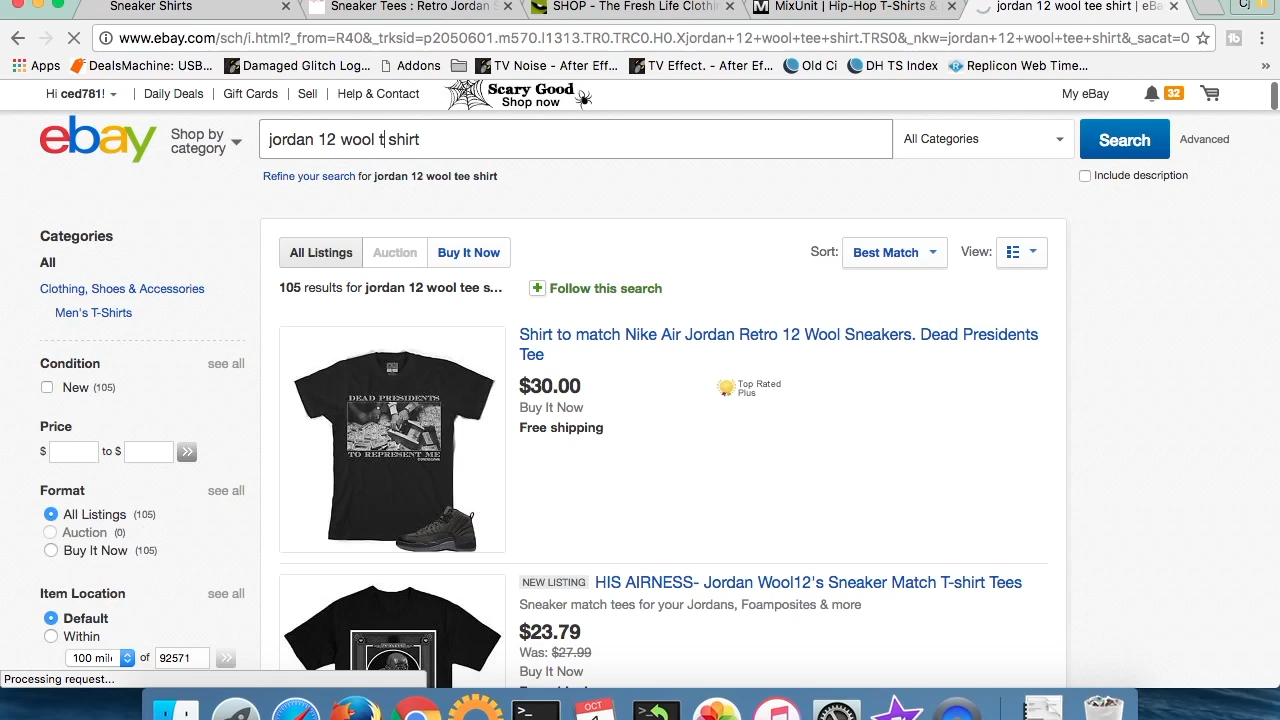 Sneaker Shirts
Sneaker Tees : Retro Jordan S
SHOP - The Fresh Life Clothin
MixUnit | Hip-Hop T-Shirts &
jordan 12 wool tee shirt | eBa
Cj
www.ebay.com/sch/i.html?_from=R40&_trksid=p2050601.m570.l1313.TR0.TRC0.H0.Xjordan+12+wool+tee+shirt.TRS0&_nkw=jordan+12+wool+tee+shirt&_sacat=0
Apps
DealsMachine: USB...
Damaged Glitch Log...
Addons
TV Noise - After Eff...
TV Effect. - After Ef...
Old Ci
DH TS Index
Replicon Web Time...
»
Hi ced781!
Daily Deals
Gift Cards
Sell
Help & Contact
Scary Good
Shop now
My eBay
32
ebay
Shop by
category
jordan 12 wool t shirt
All Categories
Search
Advanced
Refine your search for jordan 12 wool tee shirt
Include description
Categories
All
Clothing, Shoes & Accessories
Men's T-Shirts
Condition
see all
New (105)
Price
$ to $
Format
see all
All Listings (105)
Auction (0)
Buy It Now (105)
Item Location
see all
Default
Within
100 mil
of 92571
Processing request...
All Listings
Auction
Buy It Now
Sort: Best Match
View:
105 results for jordan 12 wool tee s...
Follow this search
Shirt to match Nike Air Jordan Retro 12 Wool Sneakers. Dead Presidents
Tee
$30.00
Buy It Now
Free shipping
Top Rated
Plus
DEAD PRESIDENTS
TO REPRESENT ME
NEW LISTING HIS AIRNESS- Jordan Wool12's Sneaker Match T-shirt Tees
Sneaker match tees for your Jordans, Foamposites & more
$23.79
Was: $27.99
Buy It Now
OCT